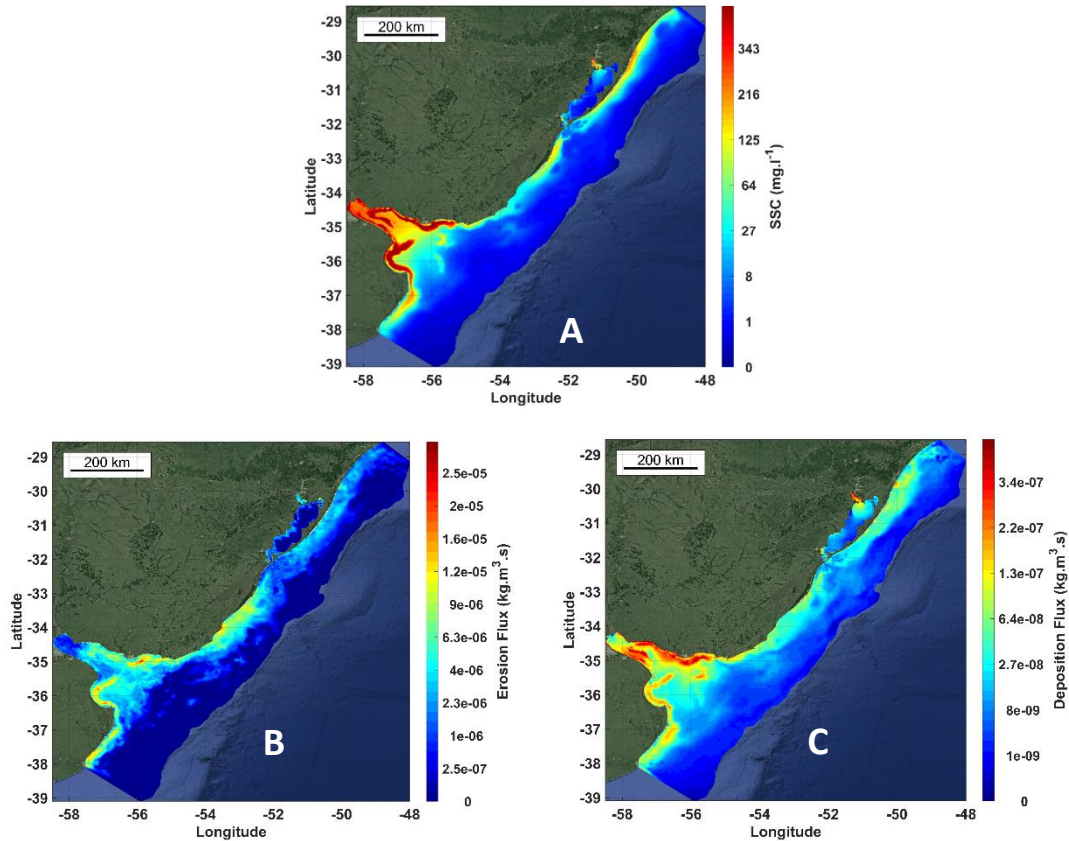 200 km
-29
-30
-31
-32
-33
-34
-35
-36
-37
-38
-39
Latitude
-58 -56 -54 -52 -50 -48
Longitude
A
343
216
125
64
27
8
1
0
SSC (mg.l⁻¹)
200 km
-29
-30
-31
-32
-33
-34
-35
-36
-37
-38
-39
Latitude
-58 -56 -54 -52 -50 -48
Longitude
B
2.5e-05
2e-05
1.6e-05
1.2e-05
9e-06
6.3e-06
4e-06
2.3e-06
1e-06
2.5e-07
0
Erosion Flux (kg.m³.s)
200 km
-29
-30
-31
-32
-33
-34
-35
-36
-37
-38
-39
Latitude
-58 -56 -54 -52 -50 -48
Longitude
C
3.4e-07
2.2e-07
1.3e-07
6.4e-08
2.7e-08
8e-09
1e-09
0
Deposition Flux (kg.m³.s)